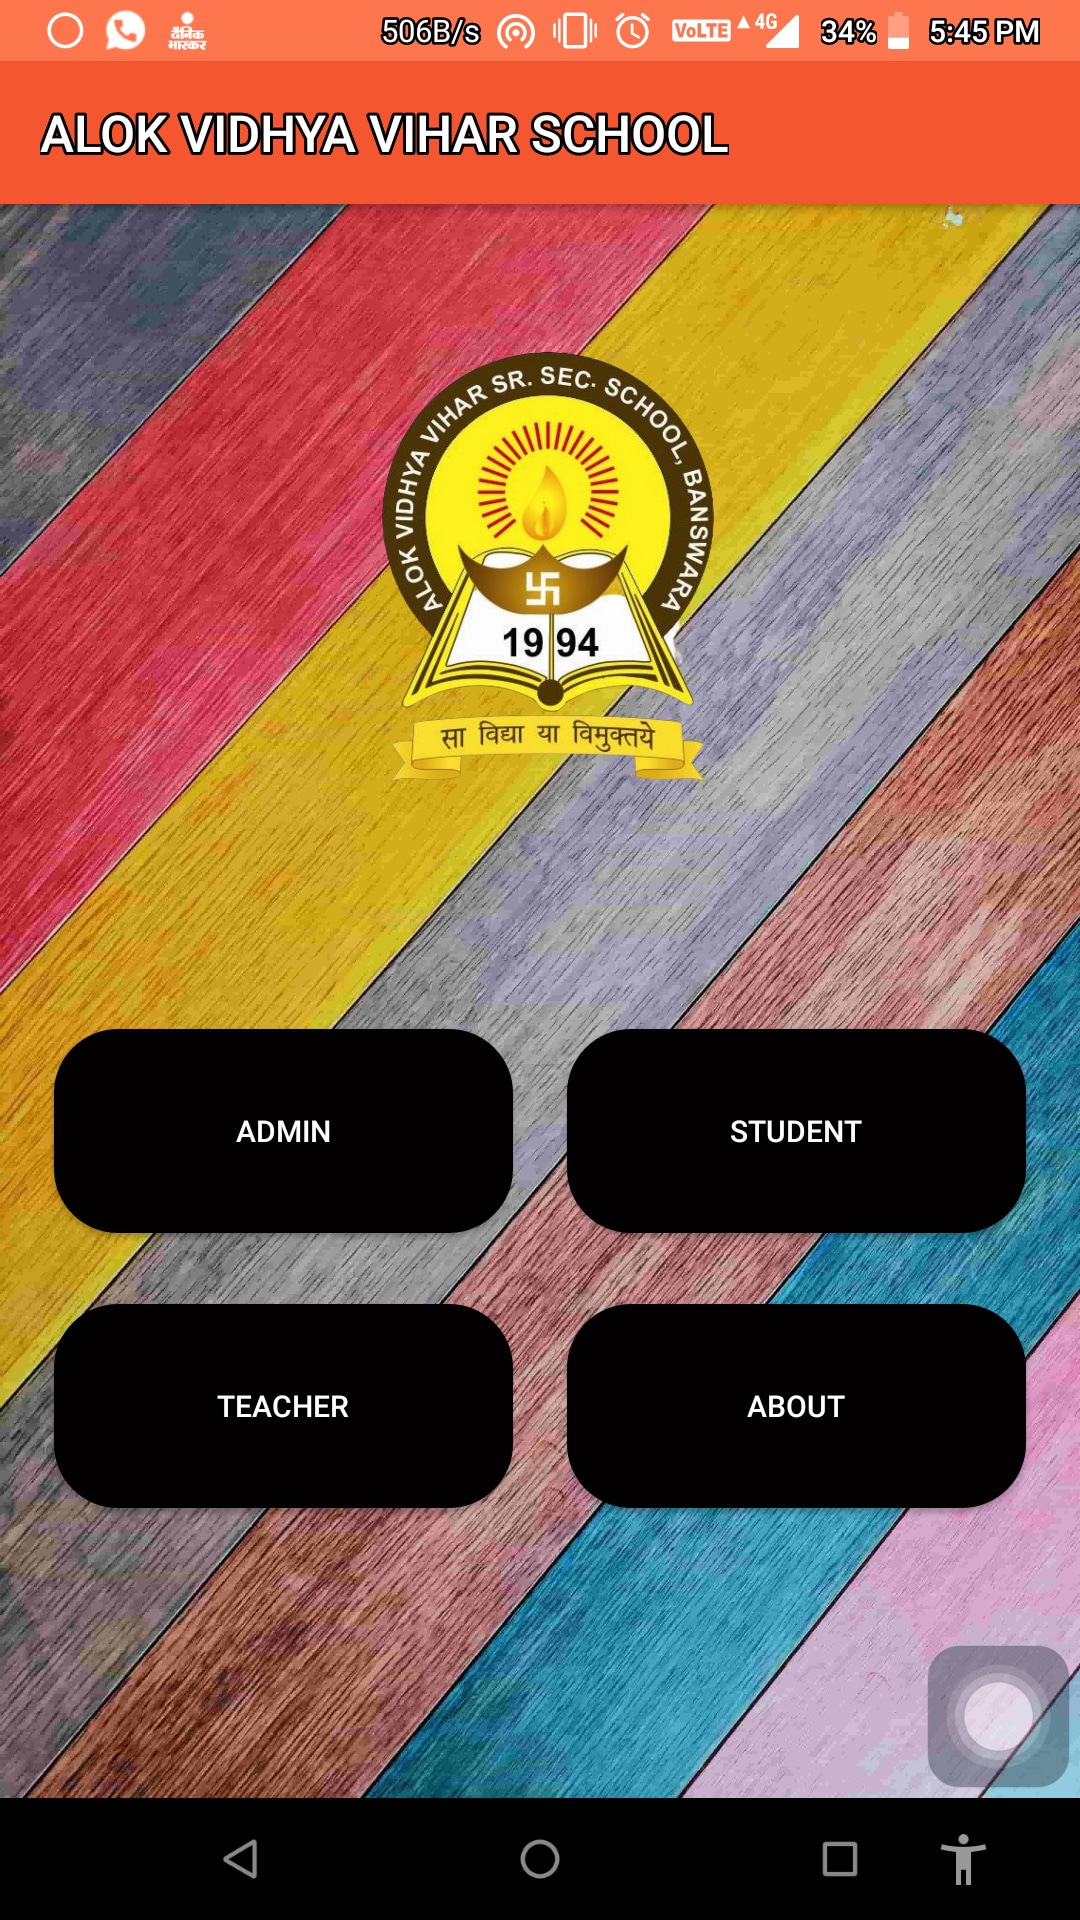 दैनिक
भास्कर
506B/s VoLTE 4G 34% 5:45 PM
ALOK VIDHYA VIHAR SCHOOL
ALOK VIDHYA VIHAR SR. SEC. SCHOOL, BANSWARA
1994
सा विद्या या विमुक्तये
ADMIN STUDENT
TEACHER ABOUT